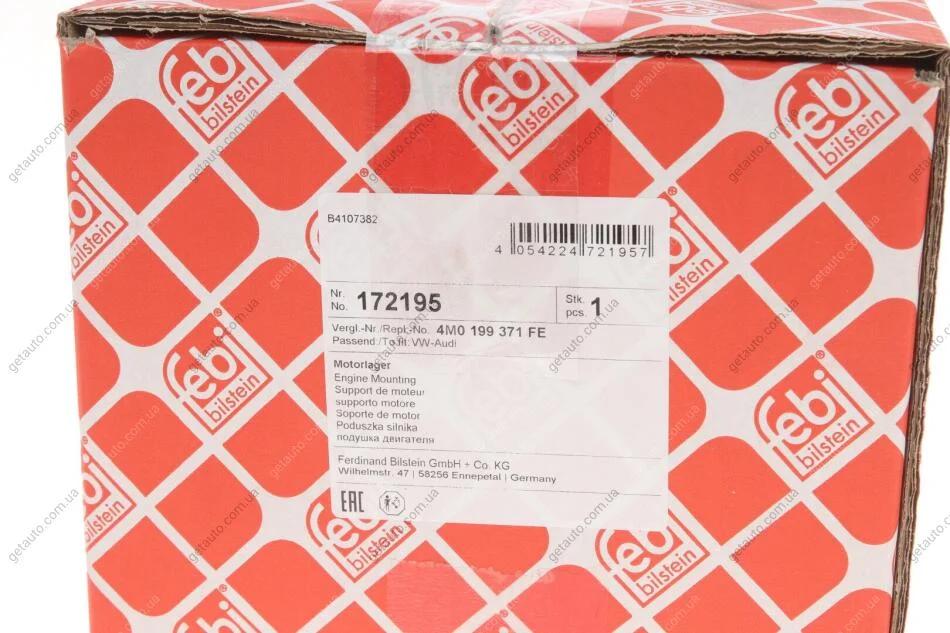 febi
bilstein
B4107382
4 054224 721957
Nr.
No. 172195
Stk.
pcs. 1
Vergl.-Nr./Repl.-No. 4M0 199 371 FE
Passend:/To fit: VW-Audi
Motorlager
Engine Mounting
Support de moteur
supporto motore
Soporte de motor
Poduszka silnika
подушка двигателя
Ferdinand Bilstein GmbH + Co. KG
Wilhelmstr. 47 | 58256 Ennepetal | Germany
EAC
getauto.com.ua